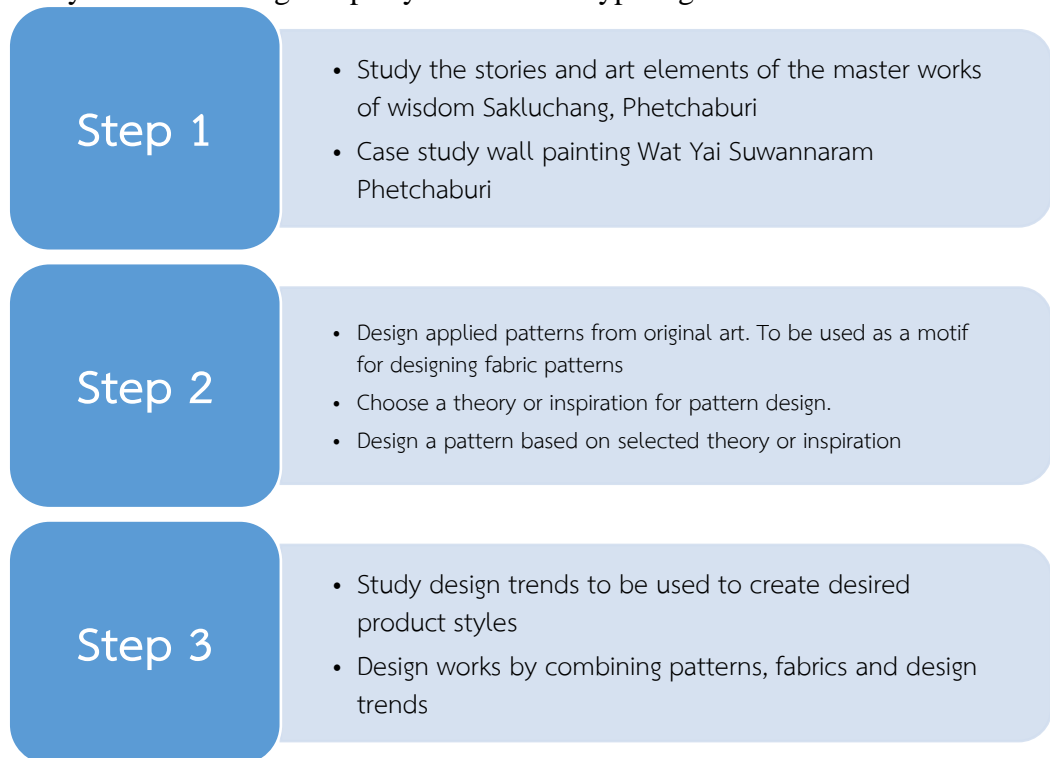 Step 1
• Study the stories and art elements of the master works
of wisdom Sakluchang, Phetchaburi
• Case study wall painting Wat Yai Suwannaram
Phetchaburi
Step 2
• Design applied patterns from original art. To be used as a motif
for designing fabric patterns
• Choose a theory or inspiration for pattern design.
• Design a pattern based on selected theory or inspiration
Step 3
• Study design trends to be used to create desired
product styles
• Design works by combining patterns, fabrics and design
trends